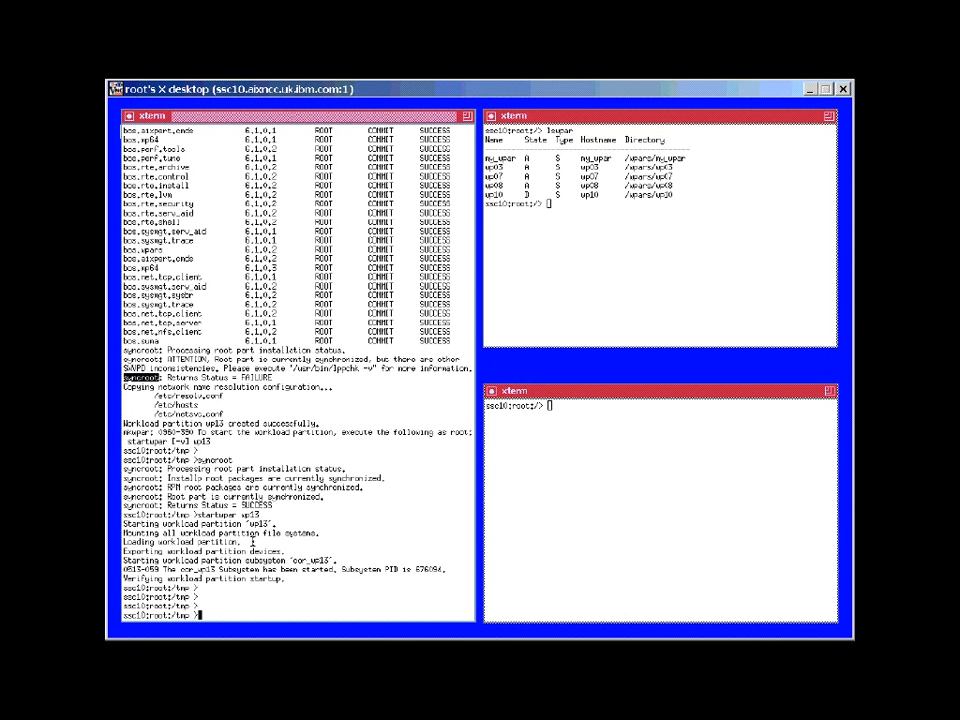 root's X desktop (ssc10.aixncc.uk.ibm.com:1)
xterm
bos.aixpert.cmds 6.1.0.1 ROOT COMMIT SUCCESS
bos.mp64 6.1.0.1 ROOT COMMIT SUCCESS
bos.perf.tools 6.1.0.2 ROOT COMMIT SUCCESS
bos.perf.tune 6.1.0.1 ROOT COMMIT SUCCESS
bos.rte.archive 6.1.0.2 ROOT COMMIT SUCCESS
bos.rte.control 6.1.0.1 ROOT COMMIT SUCCESS
bos.rte.install 6.1.0.2 ROOT COMMIT SUCCESS
bos.rte.lvm 6.1.0.2 ROOT COMMIT SUCCESS
bos.rte.security 6.1.0.2 ROOT COMMIT SUCCESS
bos.rte.serv_aid 6.1.0.2 ROOT COMMIT SUCCESS
bos.rte.shell 6.1.0.2 ROOT COMMIT SUCCESS
bos.sysmgt.serv_aid 6.1.0.1 ROOT COMMIT SUCCESS
bos.sysmgt.trace 6.1.0.1 ROOT COMMIT SUCCESS
bos.wpars 6.1.0.2 ROOT COMMIT SUCCESS
bos.aixpert.cmds 6.1.0.2 ROOT COMMIT SUCCESS
bos.mp64 6.1.0.3 ROOT COMMIT SUCCESS
bos.net.tcp.client 6.1.0.1 ROOT COMMIT SUCCESS
bos.sysmgt.serv_aid 6.1.0.2 ROOT COMMIT SUCCESS
bos.sysmgt.sysbr 6.1.0.2 ROOT COMMIT SUCCESS
bos.sysmgt.trace 6.1.0.2 ROOT COMMIT SUCCESS
bos.net.tcp.client 6.1.0.2 ROOT COMMIT SUCCESS
bos.net.tcp.server 6.1.0.1 ROOT COMMIT SUCCESS
bos.net.nfs.client 6.1.0.2 ROOT COMMIT SUCCESS
bos.suma 6.1.0.1 ROOT COMMIT SUCCESS
syncroot: Processing root part installation status.
syncroot: ATTENTION, Root part is currently synchronized, but there are other
SWVPD inconsistencies. Please execute "/usr/bin/lppchk -v" for more information.
syncroot: Returns Status = FAILURE
Copying network name resolution configuration...
/etc/resolv.conf
/etc/hosts
/etc/netsvc.conf
Workload partition wp13 created successfully.
mkwpar: 0960-390 To start the workload partition, execute the following as root:
startwpar [-v] wp13
ssc10:root:/tmp >
ssc10:root:/tmp >syncroot
syncroot: Processing root part installation status.
syncroot: Installp root packages are currently synchronized.
syncroot: RPM root packages are currently synchronized.
syncroot: Root part is currently synchronized.
syncroot: Returns Status = SUCCESS
ssc10:root:/tmp >startwpar wp13
Starting workload partition 'wp13'.
Mounting all workload partition file systems.
Loading workload partition.
Exporting workload partition devices.
Starting workload partition subsystem 'cor_wp13'.
0513-059 The cor_wp13 Subsystem has been started. Subsystem PID is 676094.
Verifying workload partition startup.
ssc10:root:/tmp >
ssc10:root:/tmp >
ssc10:root:/tmp >
ssc10:root:/tmp >
xterm
ssc10:root:/> lswpar
Name State Type Hostname Directory
--------------------------------------------------
my_wpar A S my_wpar /wpars/my_wpar
wp03 A S wp03 /wpars/wp03
wp07 A S wp07 /wpars/wp07
wp08 A S wp08 /wpars/wp08
wp10 D S wp10 /wpars/wp10
ssc10:root:/>
xterm
ssc10:root:/>